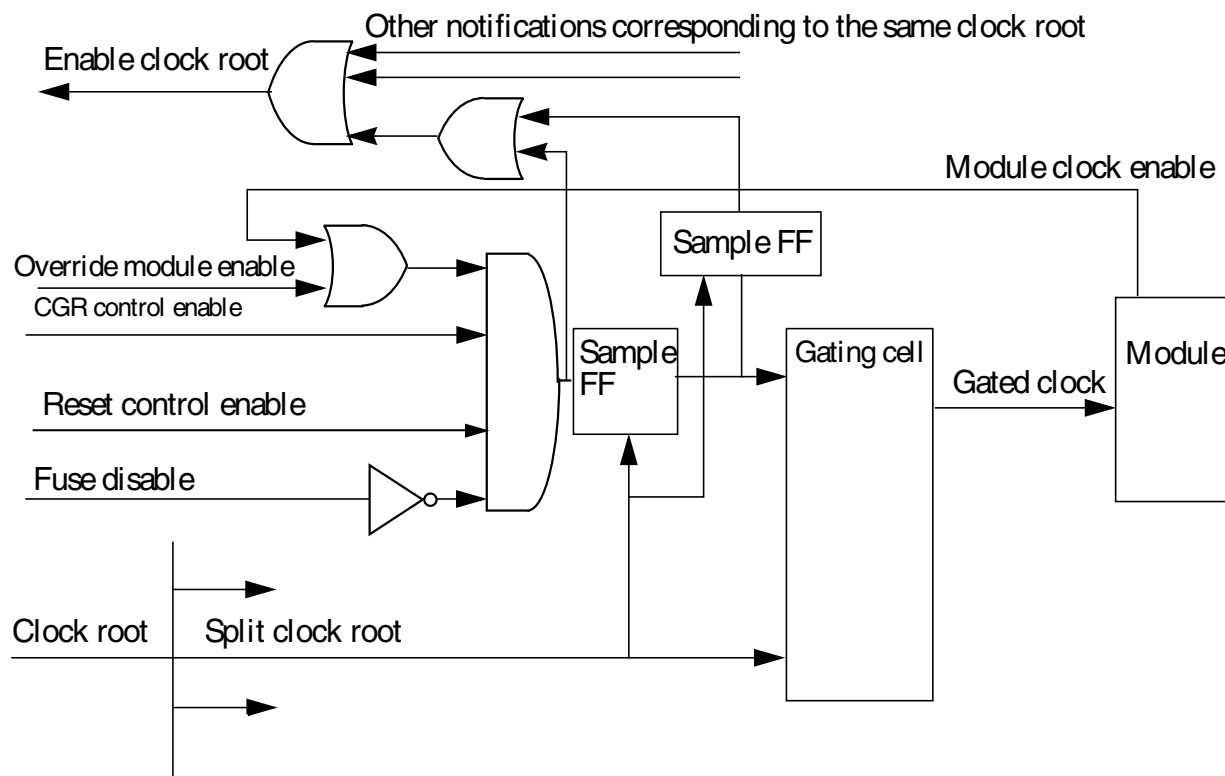 Other notifications corresponding to the same clock root
Enable clock root
Module clock enable
Sample FF
Override module enable
CGR control enable
Sample
FF
Gating cell
Module
Gated clock
Reset control enable
Fuse disable
Clock root
Split clock root